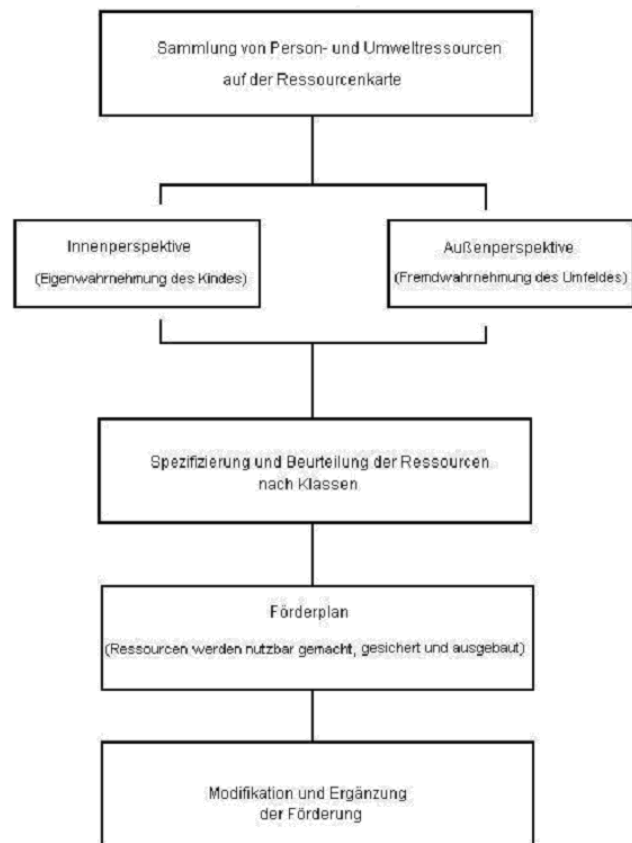 Sammlung von Person- und Umweltressourcen
auf der Ressourcenkarte
Innenperspektive
(Eigenwahrnehmung des Kindes)
Außenperspektive
(Fremdwahrnehmung des Umfeldes)
Spezifizierung und Beurteilung der Ressourcen
nach Klassen
Förderplan
(Ressourcen werden nutzbar gemacht, gesichert und ausgebaut)
Modifikation und Ergänzung
der Förderung